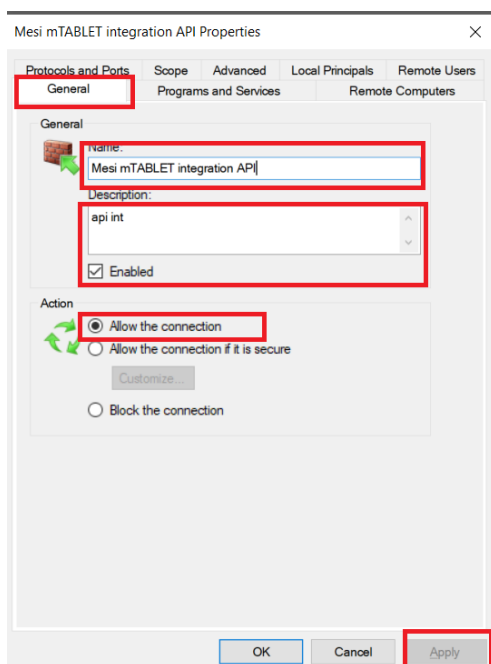 Mesi mTABLET integration API Properties
Protocols and Ports Scope Advanced Local Principals Remote Users
General Programs and Services Remote Computers
General
Name:
Mesi mTABLET integration API
Description:
api int
Enabled
Action
Allow the connection
Allow the connection if it is secure
Customize...
Block the connection
OK Cancel Apply